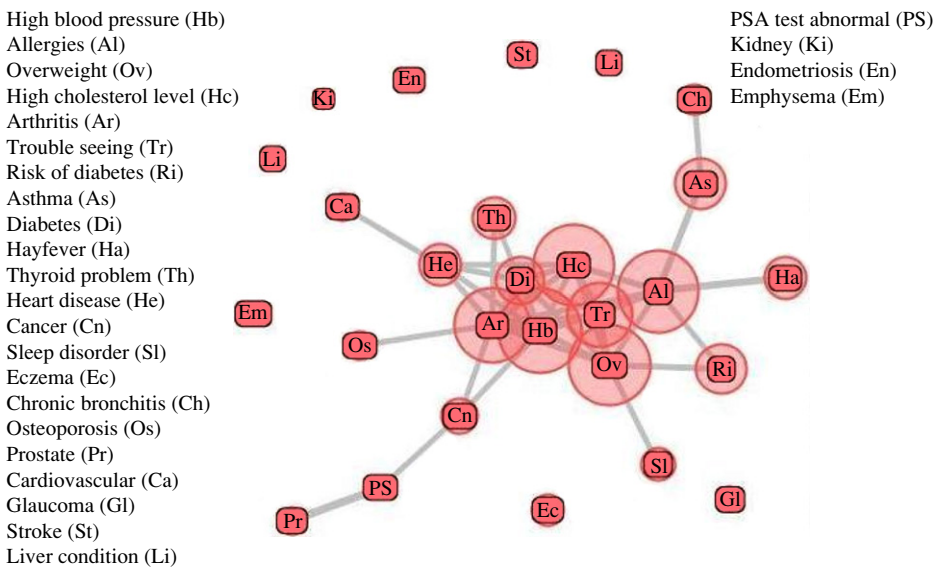 High blood pressure (Hb)
Allergies (Al)
Overweight (Ov)
High cholesterol level (Hc)
Arthritis (Ar)
Trouble seeing (Tr)
Risk of diabetes (Ri)
Asthma (As)
Diabetes (Di)
Hayfever (Ha)
Thyroid problem (Th)
Heart disease (He)
Cancer (Cn)
Sleep disorder (Sl)
Eczema (Ec)
Chronic bronchitis (Ch)
Osteoporosis (Os)
Prostate (Pr)
Cardiovascular (Ca)
Glaucoma (Gl)
Stroke (St)
Liver condition (Li)
PSA test abnormal (PS)
Kidney (Ki)
Endometriosis (En)
Emphysema (Em)
St
Li
En
Ki
Ch
Li
As
Ca
Th
He
Hc
Di
Al
Ha
Em
Ar
Hb
Tr
Os
Ov
Ri
Cn
Sl
PS
Gl
Ec
Pr